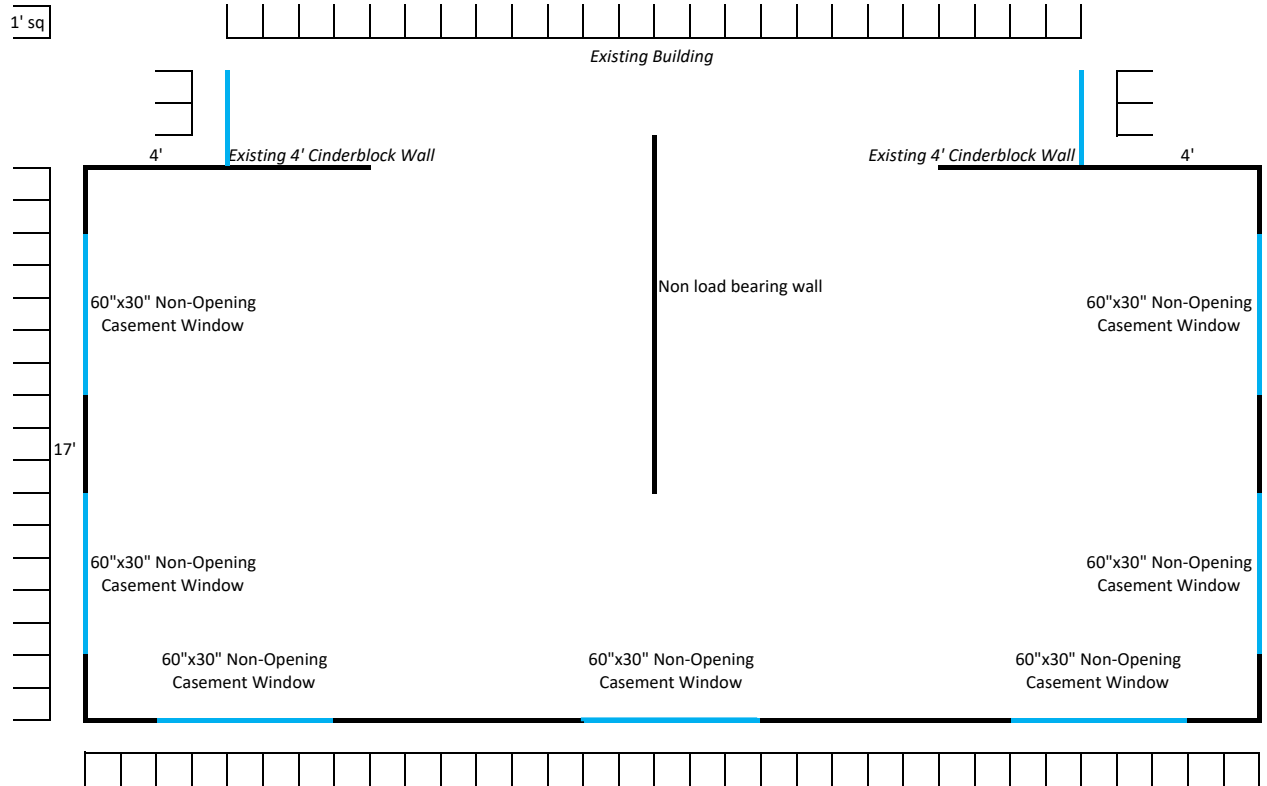 1' sq
Existing Building
4'
Existing 4' Cinderblock Wall
Existing 4' Cinderblock Wall
4'
Non load bearing wall
60"x30" Non-Opening
Casement Window
60"x30" Non-Opening
Casement Window
17'
60"x30" Non-Opening
Casement Window
60"x30" Non-Opening
Casement Window
60"x30" Non-Opening
Casement Window
60"x30" Non-Opening
Casement Window
60"x30" Non-Opening
Casement Window